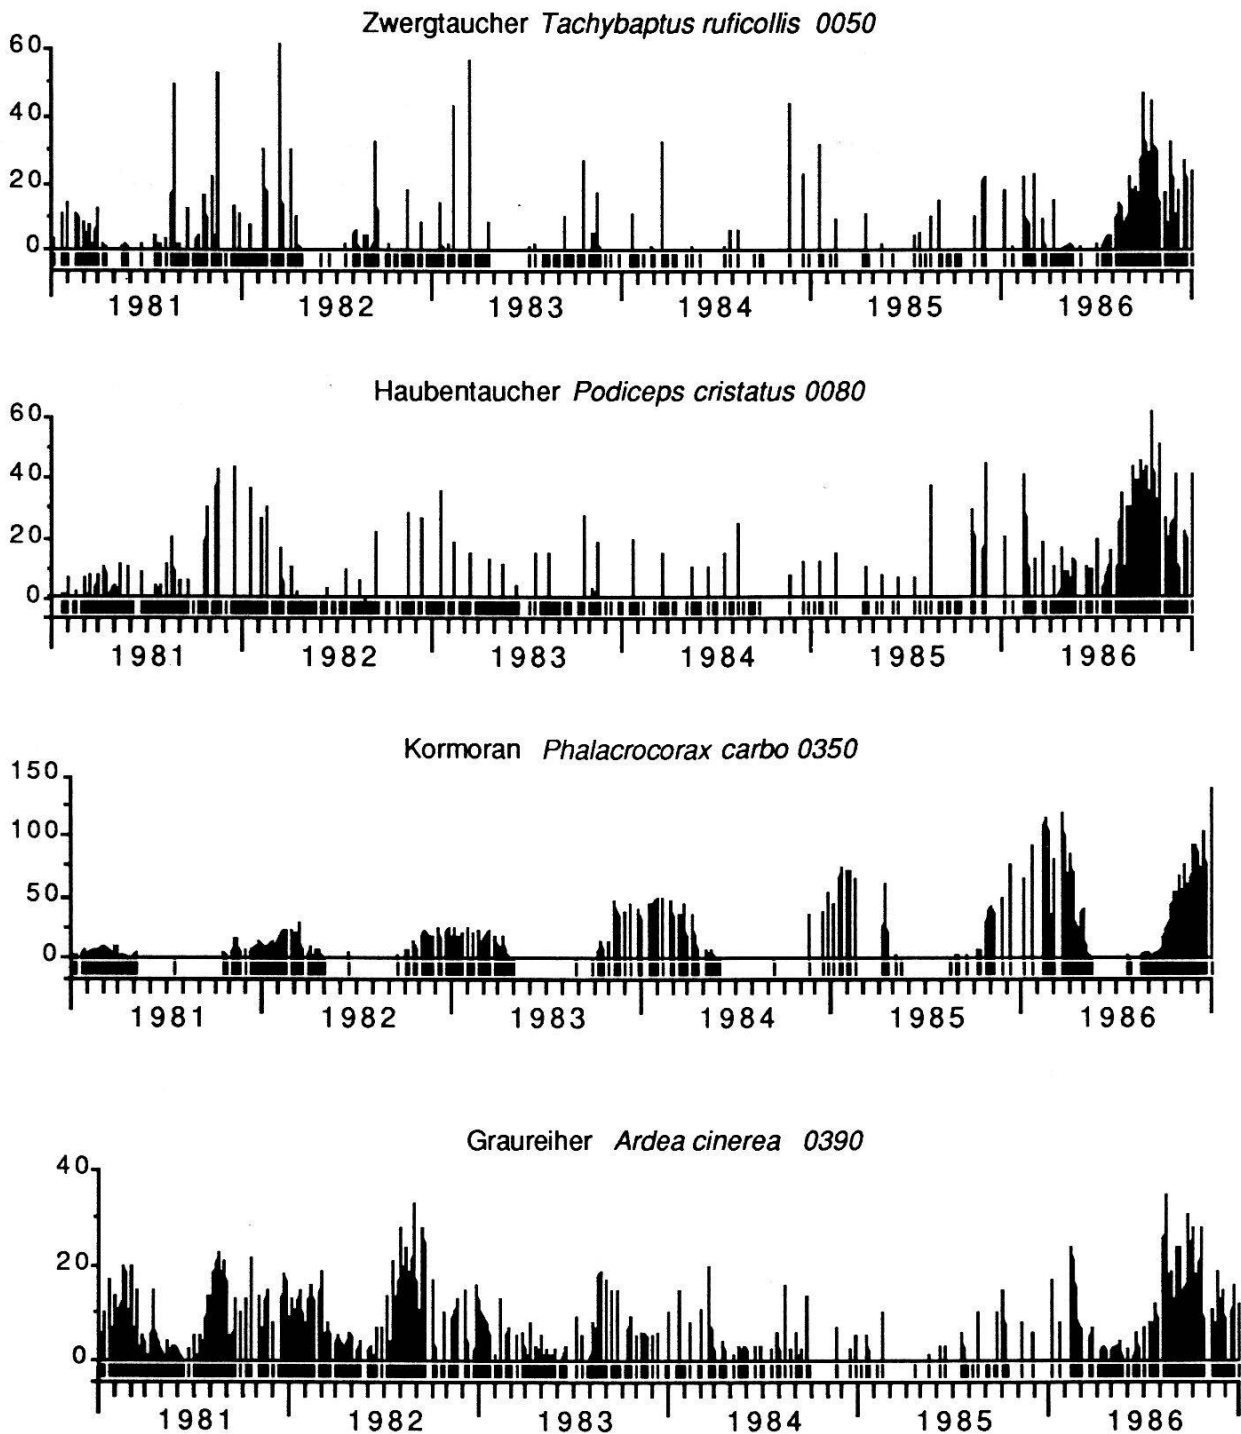 Zwergtaucher Tachybaptus ruficollis 0050
60
40
20
0
1981 1982 1983 1984 1985 1986
Haubentaucher Podiceps cristatus 0080
60
40
20
0
1981 1982 1983 1984 1985 1986
Kormoran Phalacrocorax carbo 0350
150
100
50
0
1981 1982 1983 1984 1985 1986
Graureiher Ardea cinerea 0390
40
20
0
1981 1982 1983 1984 1985 1986